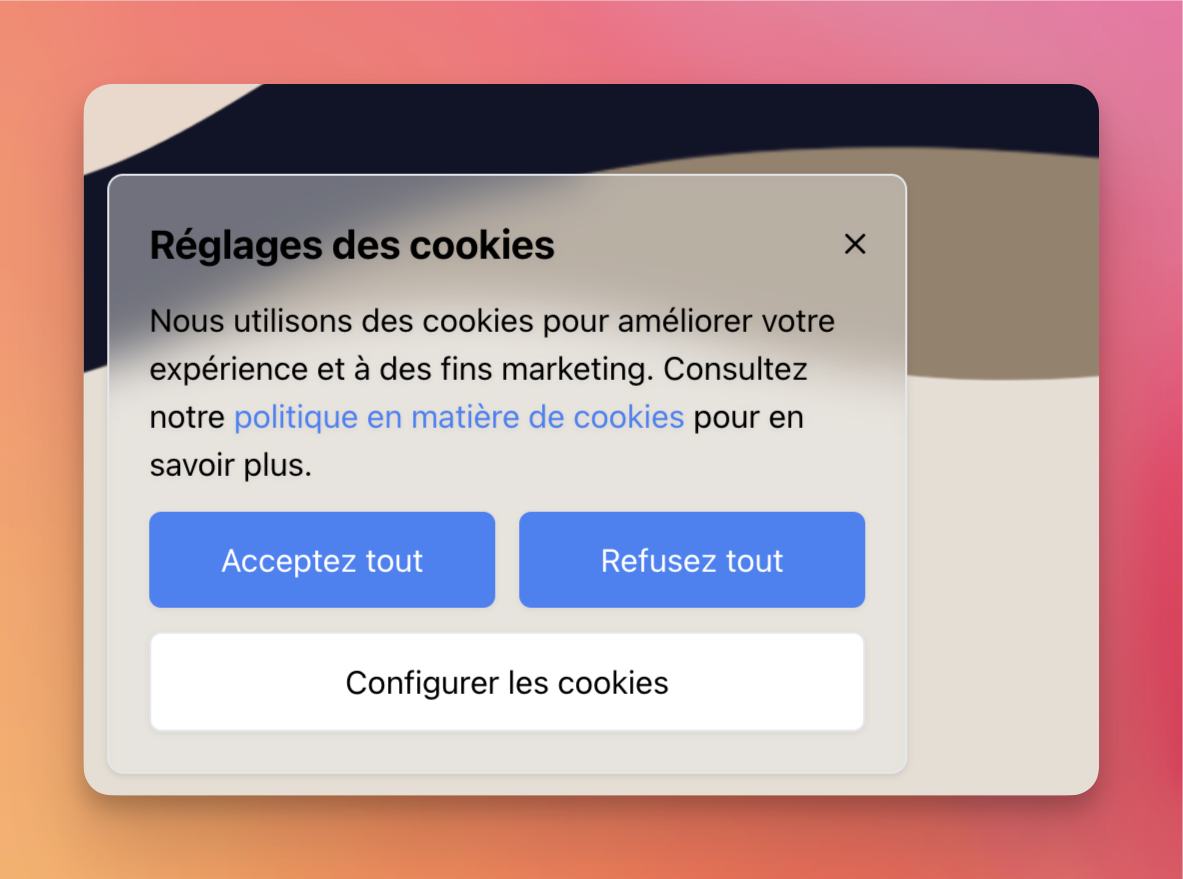 Réglages des cookies
Nous utilisons des cookies pour améliorer votre
expérience et à des fins marketing. Consultez
notre politique en matière de cookies pour en
savoir plus.
Acceptez tout
Refusez tout
Configurer les cookies